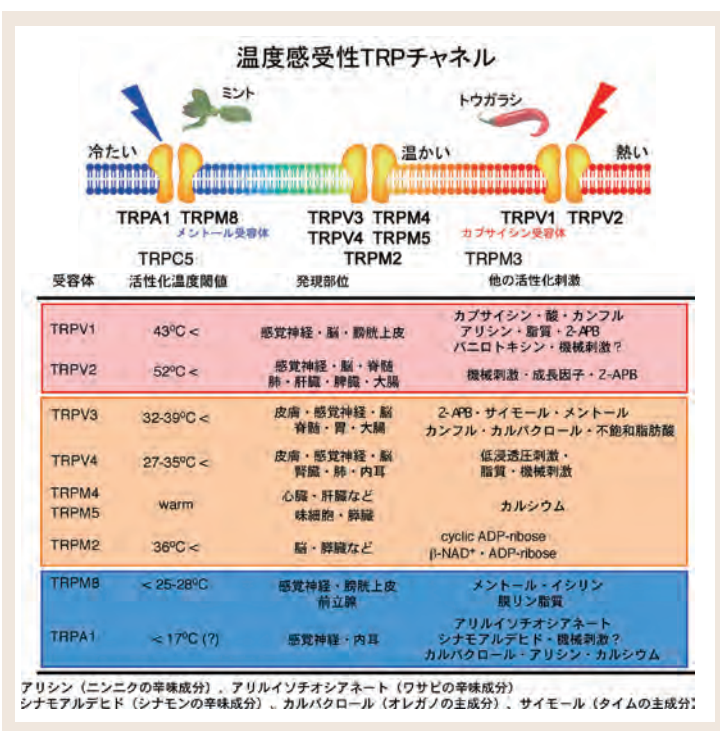 温度感受性TRPチャネル
ミント
トウガラシ
冷たい 温かい 熱い
TRPA1 TRPM8 TRPV3 TRPM4 TRPV1 TRPV2
メントール受容体 TRPV4 TRPM5 カプサイシン受容体
TRPC5 TRPM2 TRPM3
受容体 活性化温度閾値 発現部位 他の活性化刺激
TRPV1 43ºC < 感覚神経・脳・膀胱上皮 カプサイシン・酸・カンフル
アリシン・脂質・2-APB
バニロトキシン・機械刺激？
TRPV2 52ºC < 感覚神経・脳・脊髄
肺・肝臓・脾臓・大腸 機械刺激・成長因子・2-APB
TRPV3 32-39ºC < 皮膚・感覚神経・脳
脊髄・胃・大腸 2-APB・サイモール・メントール
カンフル・カルバクロール・不飽和脂肪酸
TRPV4 27-35ºC < 皮膚・感覚神経・脳
腎臓・肺・内耳 低浸透圧刺激・
脂質・機械刺激
TRPM4 warm 心臓・肝臓など カルシウム
TRPM5 味細胞・膵臓
TRPM2 36ºC < 脳・膵臓など cyclic ADP-ribose
β-NAD⁺・ADP-ribose
TRPM8 < 25-28ºC 感覚神経・膀胱上皮
前立腺 メントール・イシリン
膜リン脂質
TRPA1 < 17ºC (?) 感覚神経・内耳 アリルイソチオシアネート
シナモアルデヒド・機械刺激？
カルバクロール・アリシン・カルシウム
アリシン（ニンニクの辛味成分）、アリルイソチオシアネート（ワサビの辛味成分）
シナモアルデヒド（シナモンの辛味成分）、カルバクロール（オレガノの主成分）、サイモール（タイムの主成分）